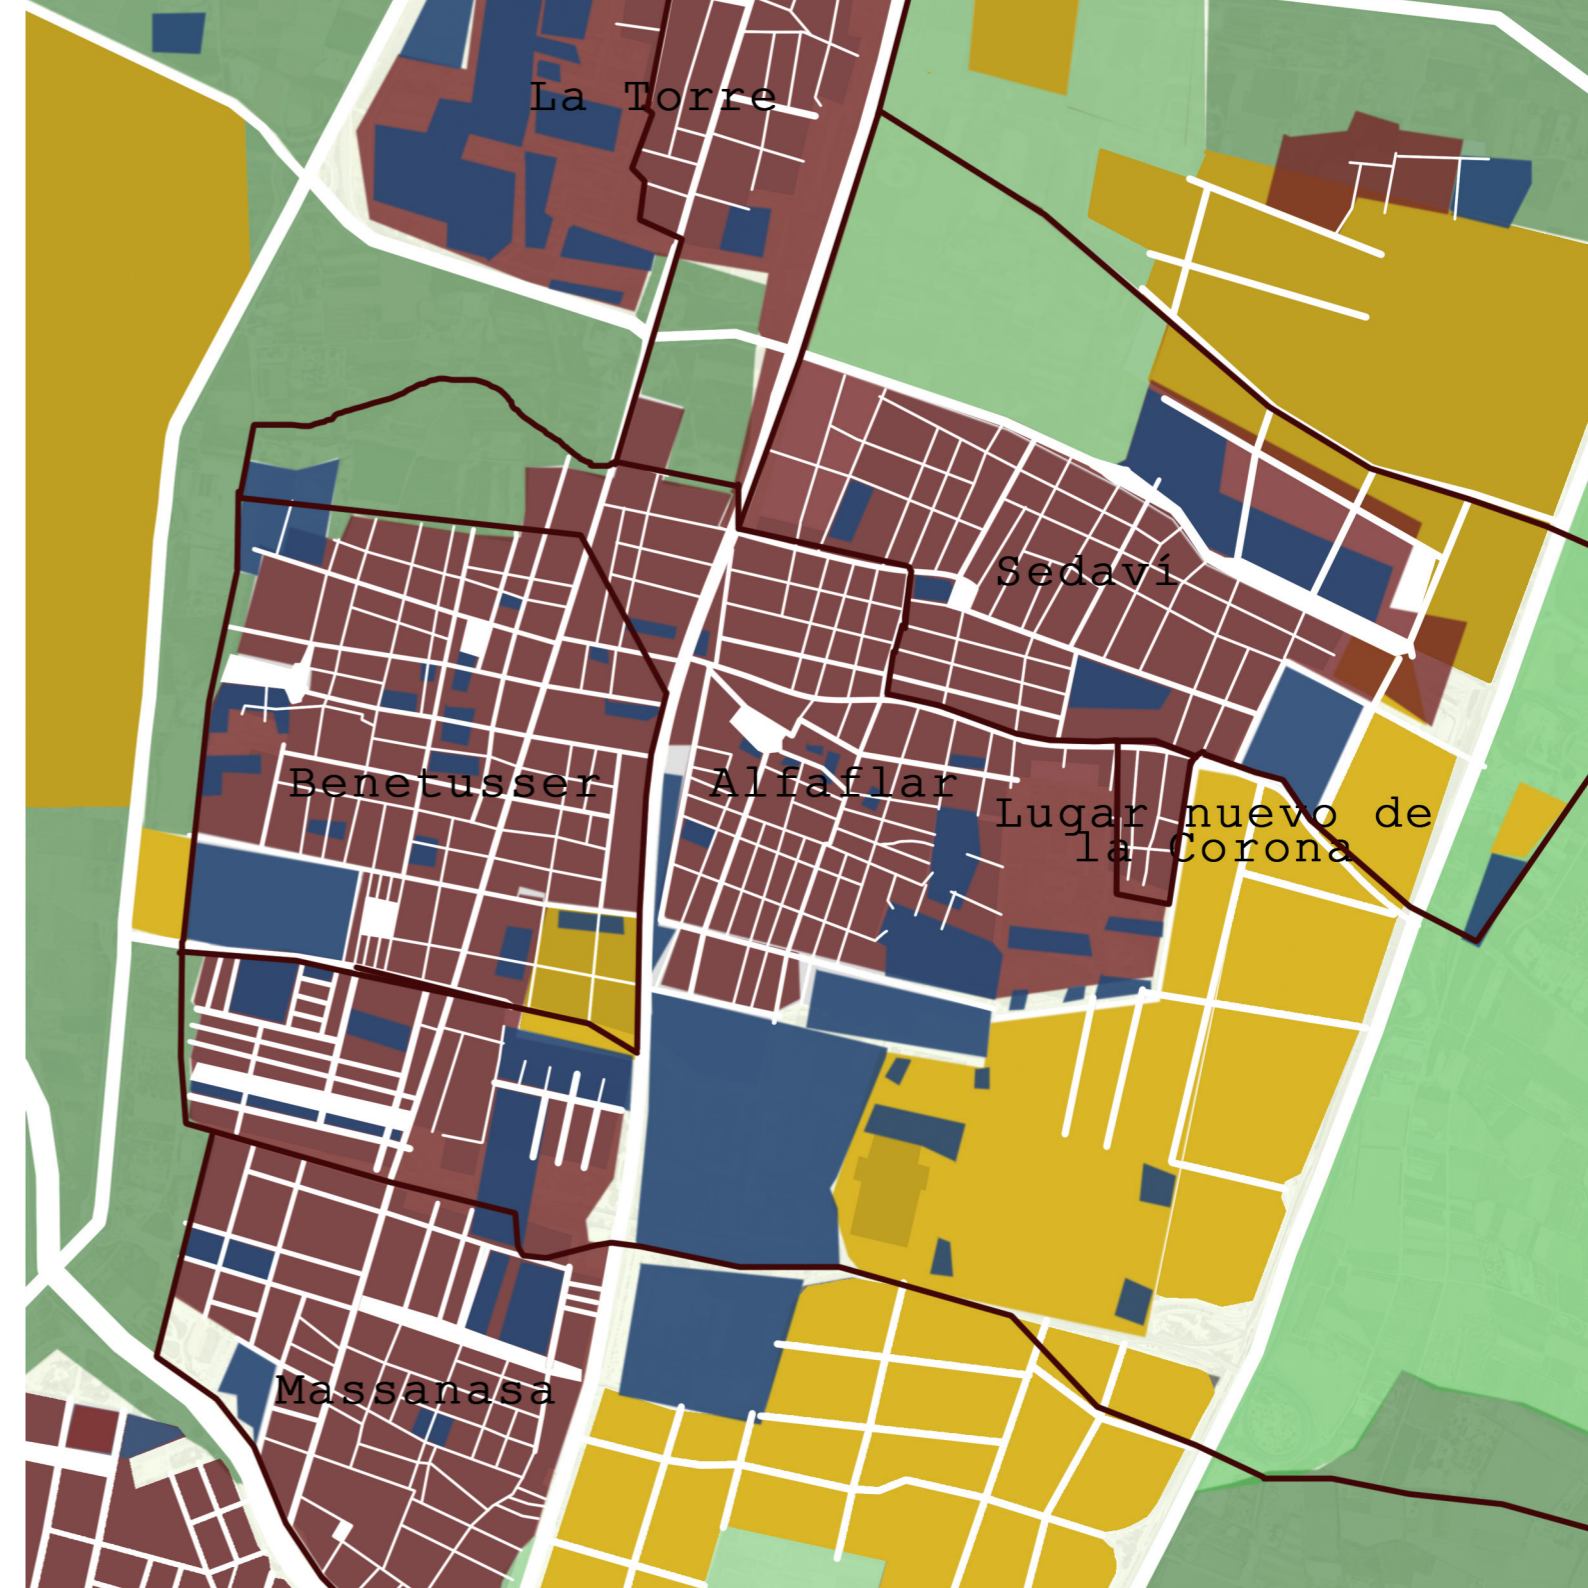 La Torre
Sedaví
Benetusser
Alfaflar
Lugar nuevo de
la Corona
Massanasa